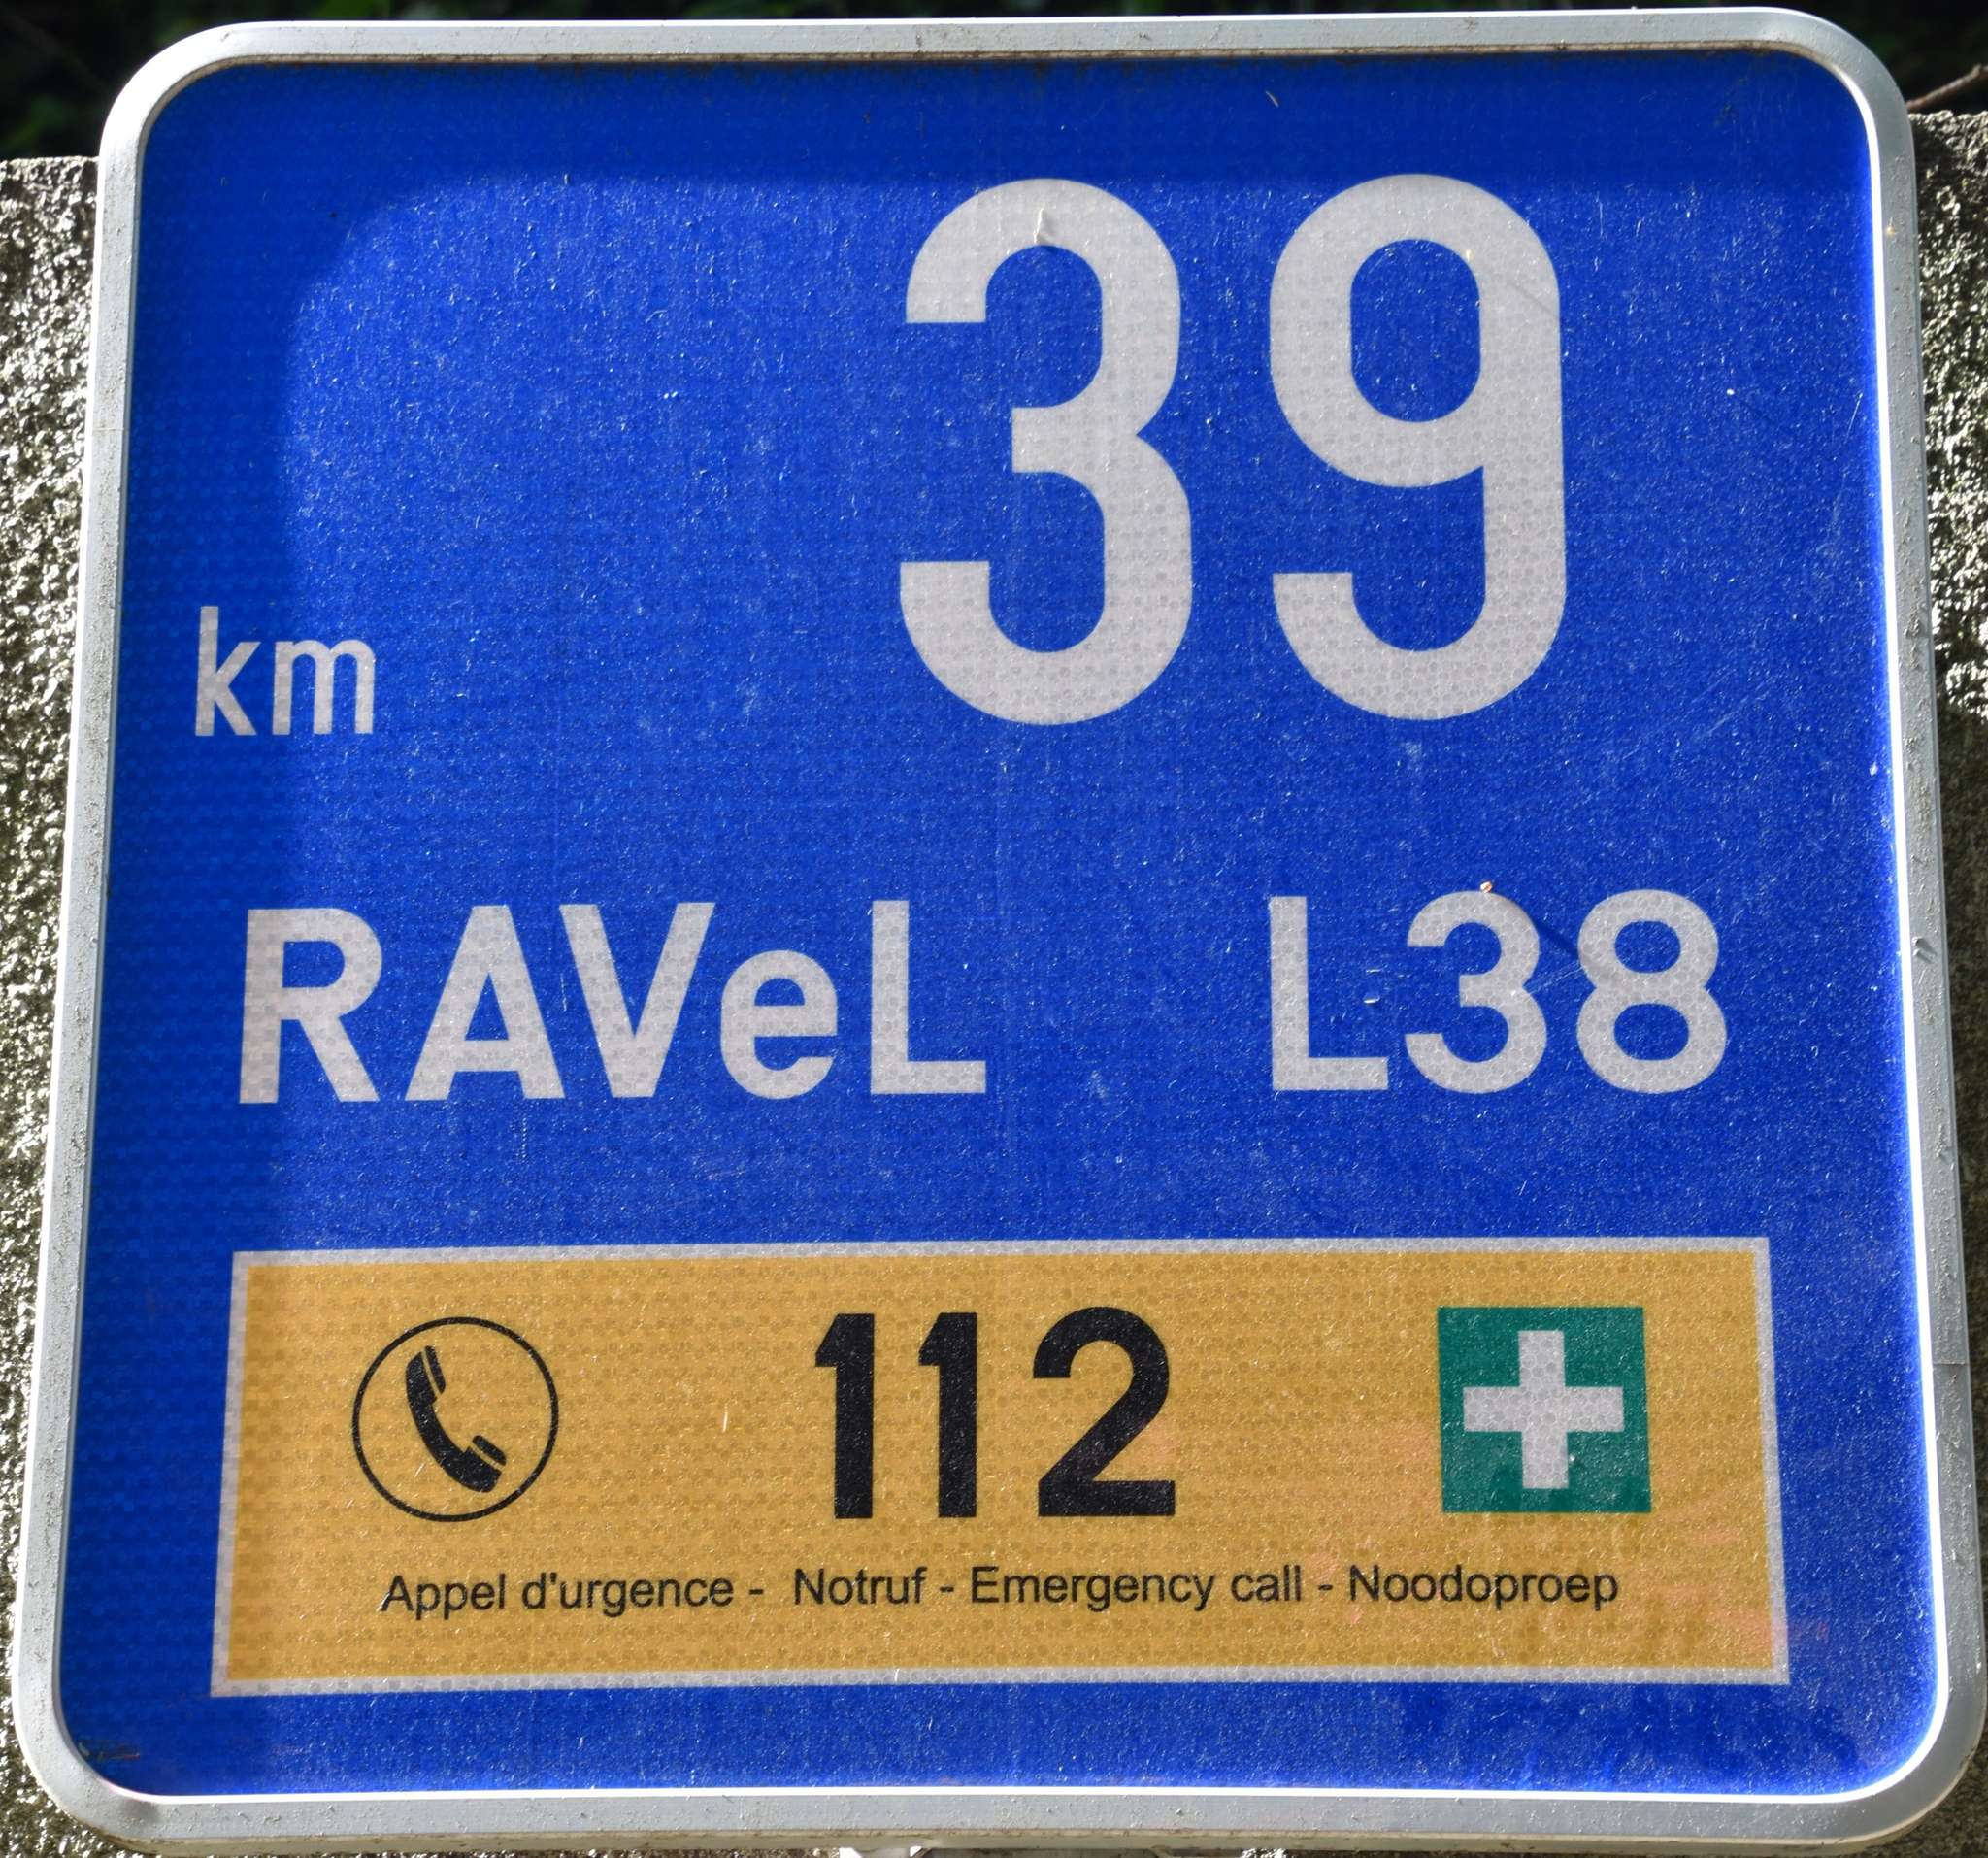 39
km
RAVeL L38
112
Appel d'urgence - Notruf - Emergency call - Noodoproep